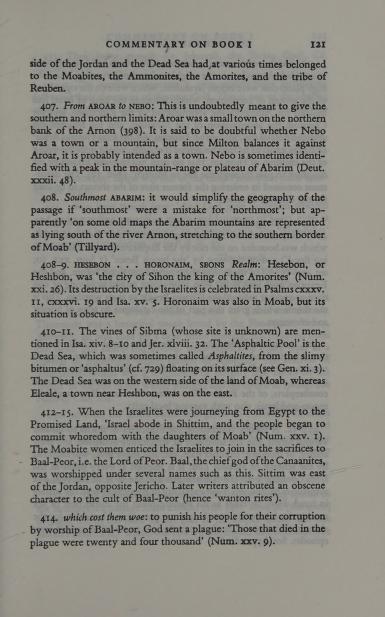 COMMENTARY ON BOOK I 121
side of the Jordan and the Dead Sea had, at various times belonged
to the Moabites, the Ammonites, the Amorites, and the tribe of
Reuben.
407. From AROAR to NEBO: This is undoubtedly meant to give the
southern and northern limits: Aroar was a small town on the northern
bank of the Arnon (398). It is said to be doubtful whether Nebo
was a town or a mountain, but since Milton balances it against
Aroar, it is probably intended as a town. Nebo is sometimes identi-
fied with a peak in the mountain-range or plateau of Abarim (Deut.
xxxii. 48).
408. Southmost ABARIM: it would simplify the geography of the
passage if 'southmost' were a mistake for 'northmost'; but ap-
parently 'on some old maps the Abarim mountains are represented
as lying south of the river Arnon, stretching to the southern border
of Moab' (Tillyard).
408-9. HESEBON . . . HORONAIM, SEONS Realm: Hesebon, or
Heshbon, was 'the city of Sihon the king of the Amorites' (Num.
xxi. 26). Its destruction by the Israelites is celebrated in Psalms cxxxv.
11, cxxxvi. 19 and Isa. xv. 5. Horonaim was also in Moab, but its
situation is obscure.
410-11. The vines of Sibma (whose site is unknown) are men-
tioned in Isa. xiv. 8-10 and Jer. xlviii. 32. The 'Asphaltic Pool' is the
Dead Sea, which was sometimes called Asphaltites, from the slimy
bitumen or 'asphaltus' (cf. 729) floating on its surface (see Gen. xi. 3).
The Dead Sea was on the western side of the land of Moab, whereas
Eleale, a town near Heshbon, was on the east.
412-15. When the Israelites were journeying from Egypt to the
Promised Land, 'Israel abode in Shittim, and the people began to
commit whoredom with the daughters of Moab' (Num. xxv. 1).
The Moabite women enticed the Israelites to join in the sacrifices to
Baal-Peor, i.e. the Lord of Peor. Baal, the chief god of the Canaanites,
was worshipped under several names such as this. Sittim was east
of the Jordan, opposite Jericho. Later writers attributed an obscene
character to the cult of Baal-Peor (hence 'wanton rites').
414. which cost them woe: to punish his people for their corruption
by worship of Baal-Peor, God sent a plague: 'Those that died in the
plague were twenty and four thousand' (Num. xxv. 9).